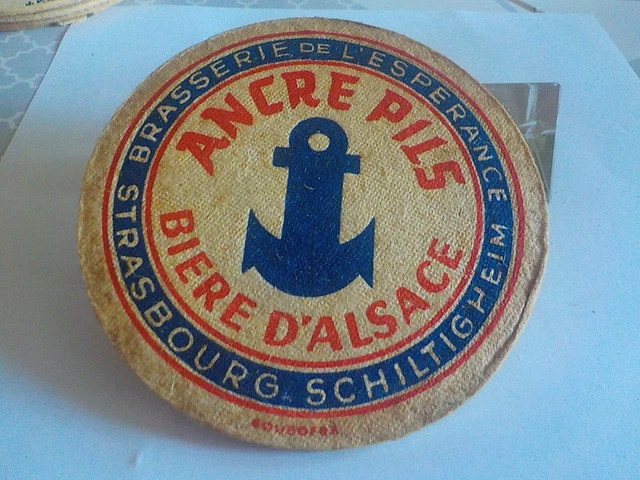 BRASSERIE DE L'ESPERANCE
ANCRE PILS
BIERE D'ALSACE
STRASBOURG SCHILTIGHEIM